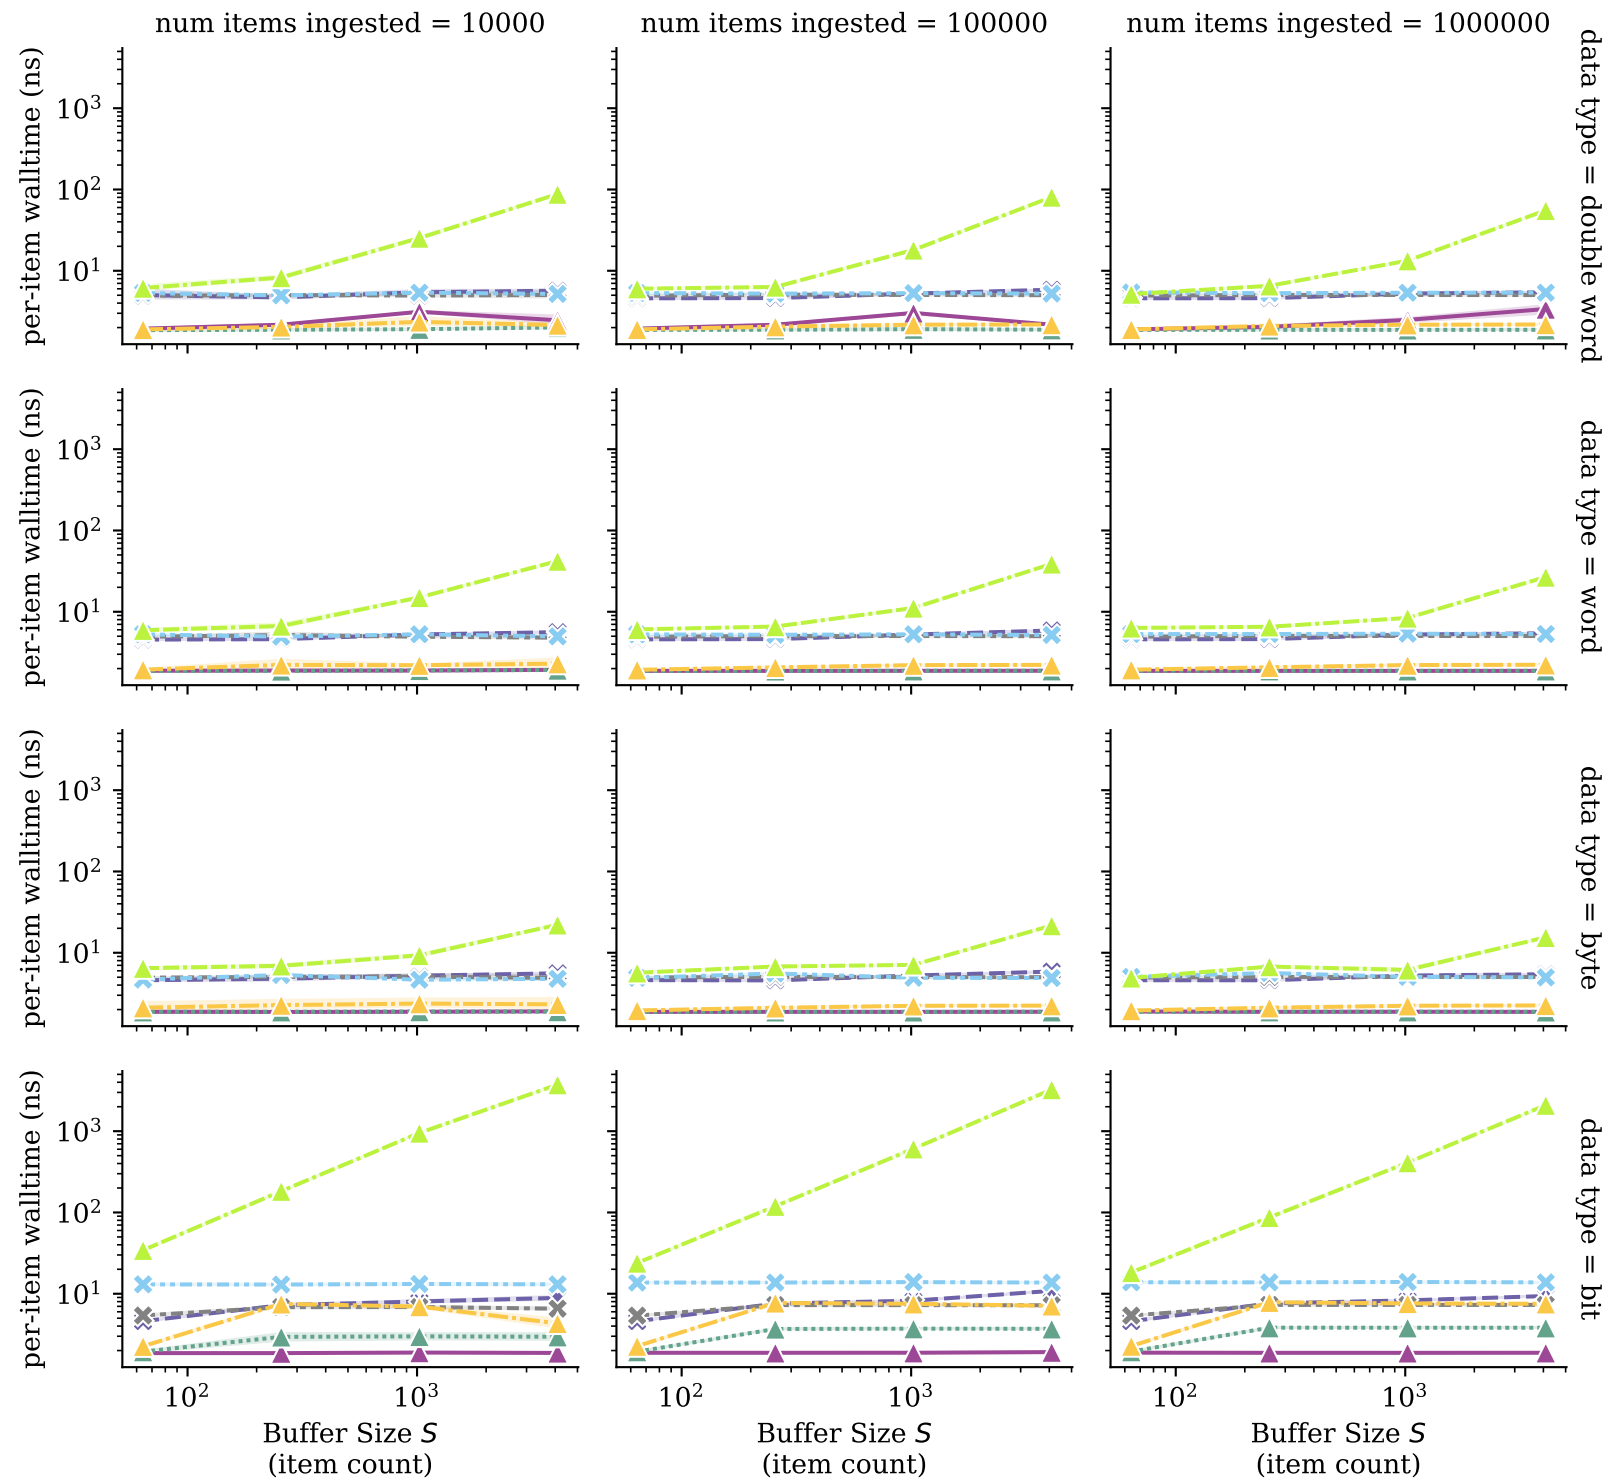 num items ingested = 10000
num items ingested = 100000
num items ingested = 1000000
per-item walltime (ns)
10³
10²
10¹
data type = double word
per-item walltime (ns)
10³
10²
10¹
data type = word
per-item walltime (ns)
10³
10²
10¹
data type = byte
per-item walltime (ns)
10³
10²
10¹
data type = bit
10² 10³
10² 10³
10² 10³
Buffer Size S
(item count)
Buffer Size S
(item count)
Buffer Size S
(item count)